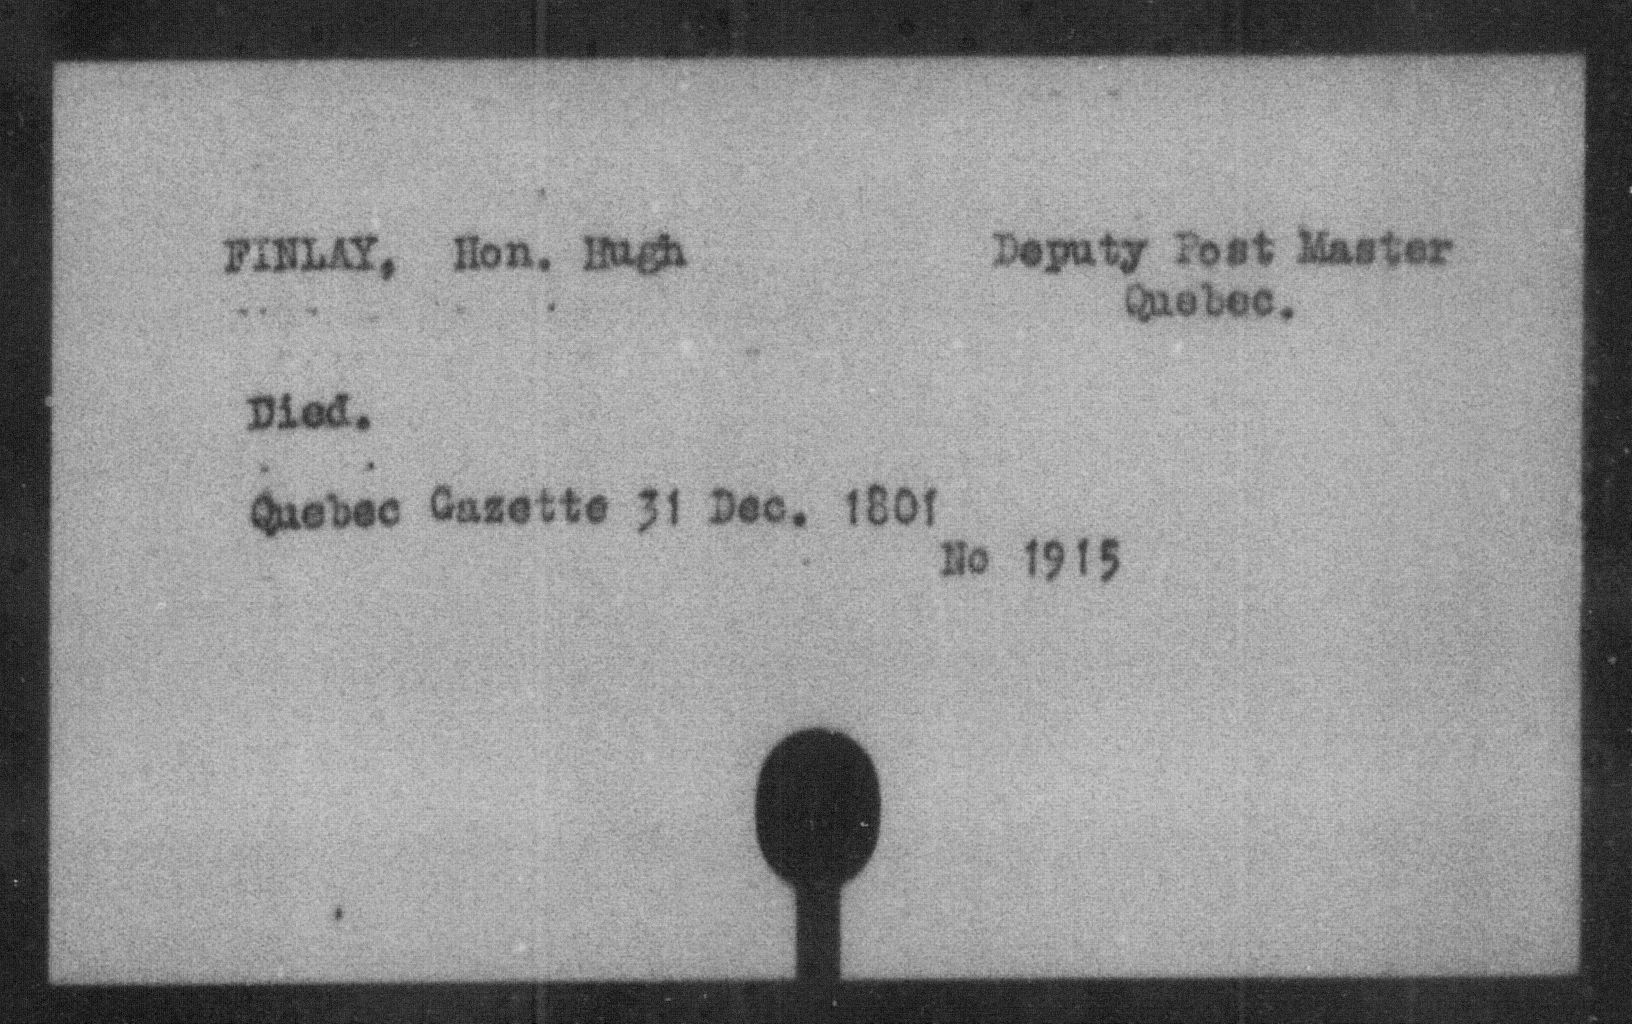 FINLAY, Hon. Hugh Deputy Post Master
Quebec.
Died.
Quebec Gazette 31 Dec. 1801
No 1915